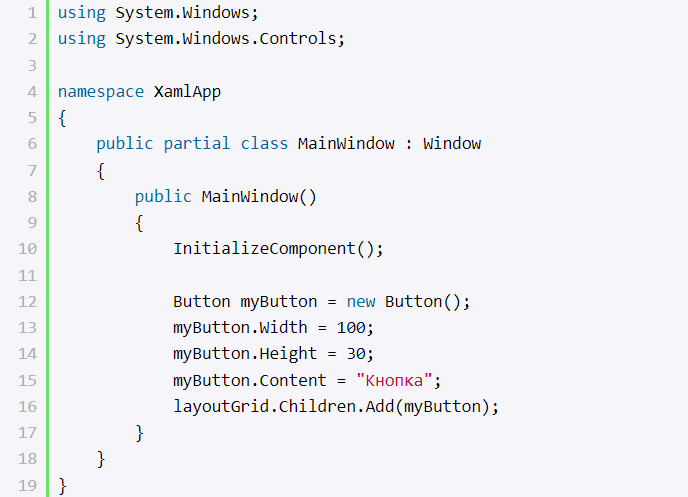 1 using System.Windows;
2 using System.Windows.Controls;
3
4 namespace XamlApp
5 {
6     public partial class MainWindow : Window
7     {
8         public MainWindow()
9         {
10             InitializeComponent();
11
12             Button myButton = new Button();
13             myButton.Width = 100;
14             myButton.Height = 30;
15             myButton.Content = "Кнопка";
16             layoutGrid.Children.Add(myButton);
17         }
18     }
19 }